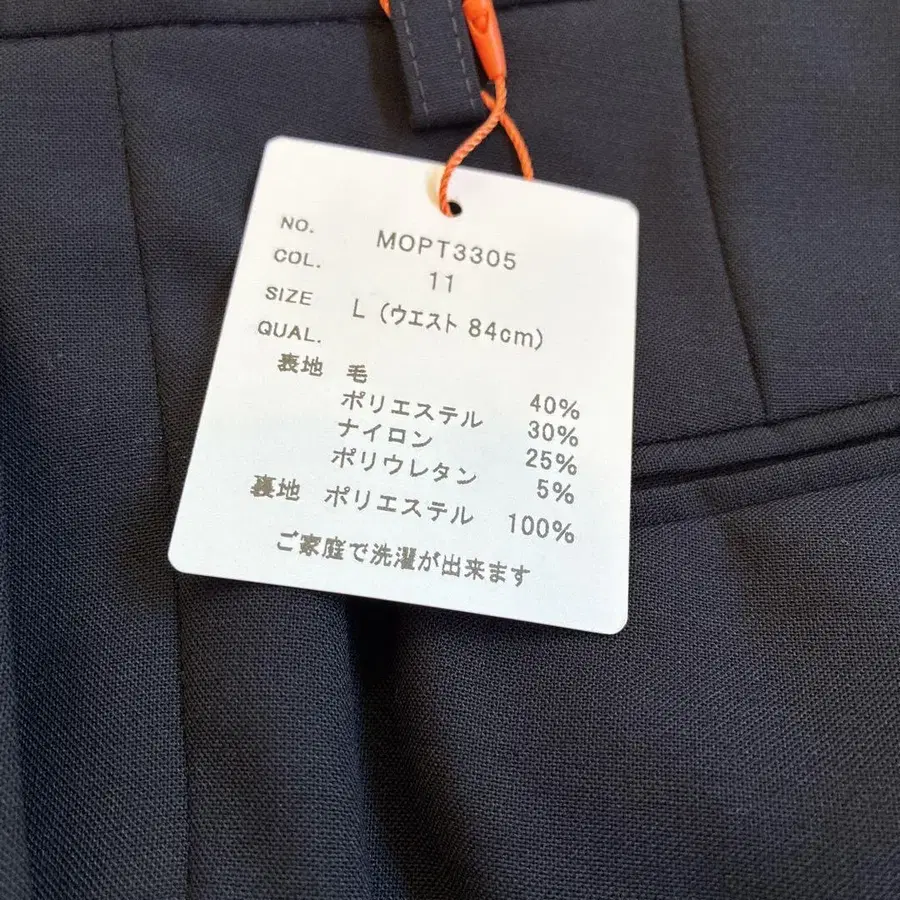 NO. MOPT3305
COL. 11
SIZE L (ウエスト 84cm)
QUAL.
表地 毛 40%
ポリエステル 30%
ナイロン 25%
ポリウレタン 5%
裏地 ポリエステル 100%
ご家庭で洗濯が出来ます